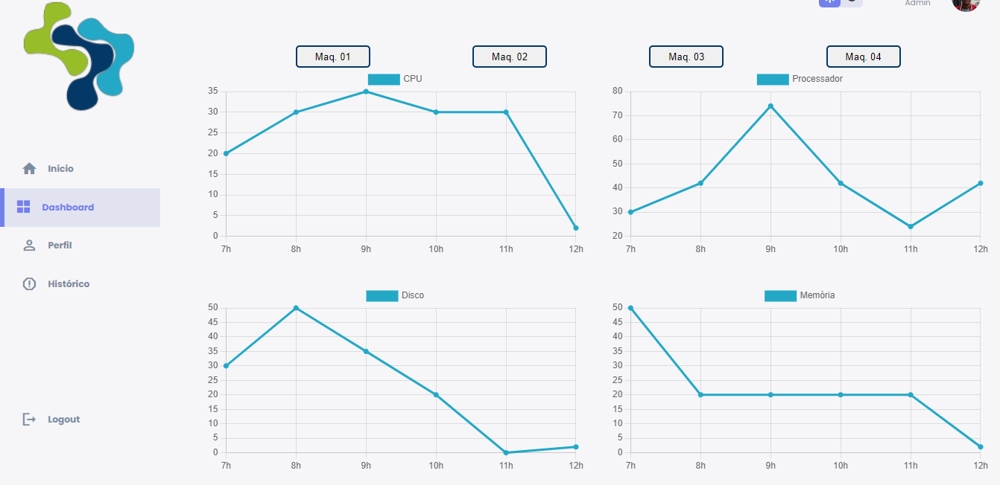 Admin
Maq. 01
Maq. 02
Maq. 03
Maq. 04
Início
Dashboard
Perfil
Histórico
Logout
CPU
35
30
25
20
15
10
5
0
7h 8h 9h 10h 11h 12h
Processador
80
70
60
50
40
30
20
7h 8h 9h 10h 11h 12h
Disco
50
45
40
35
30
25
20
15
10
5
0
7h 8h 9h 10h 11h 12h
Memória
50
45
40
35
30
25
20
15
10
5
0
7h 8h 9h 10h 11h 12h